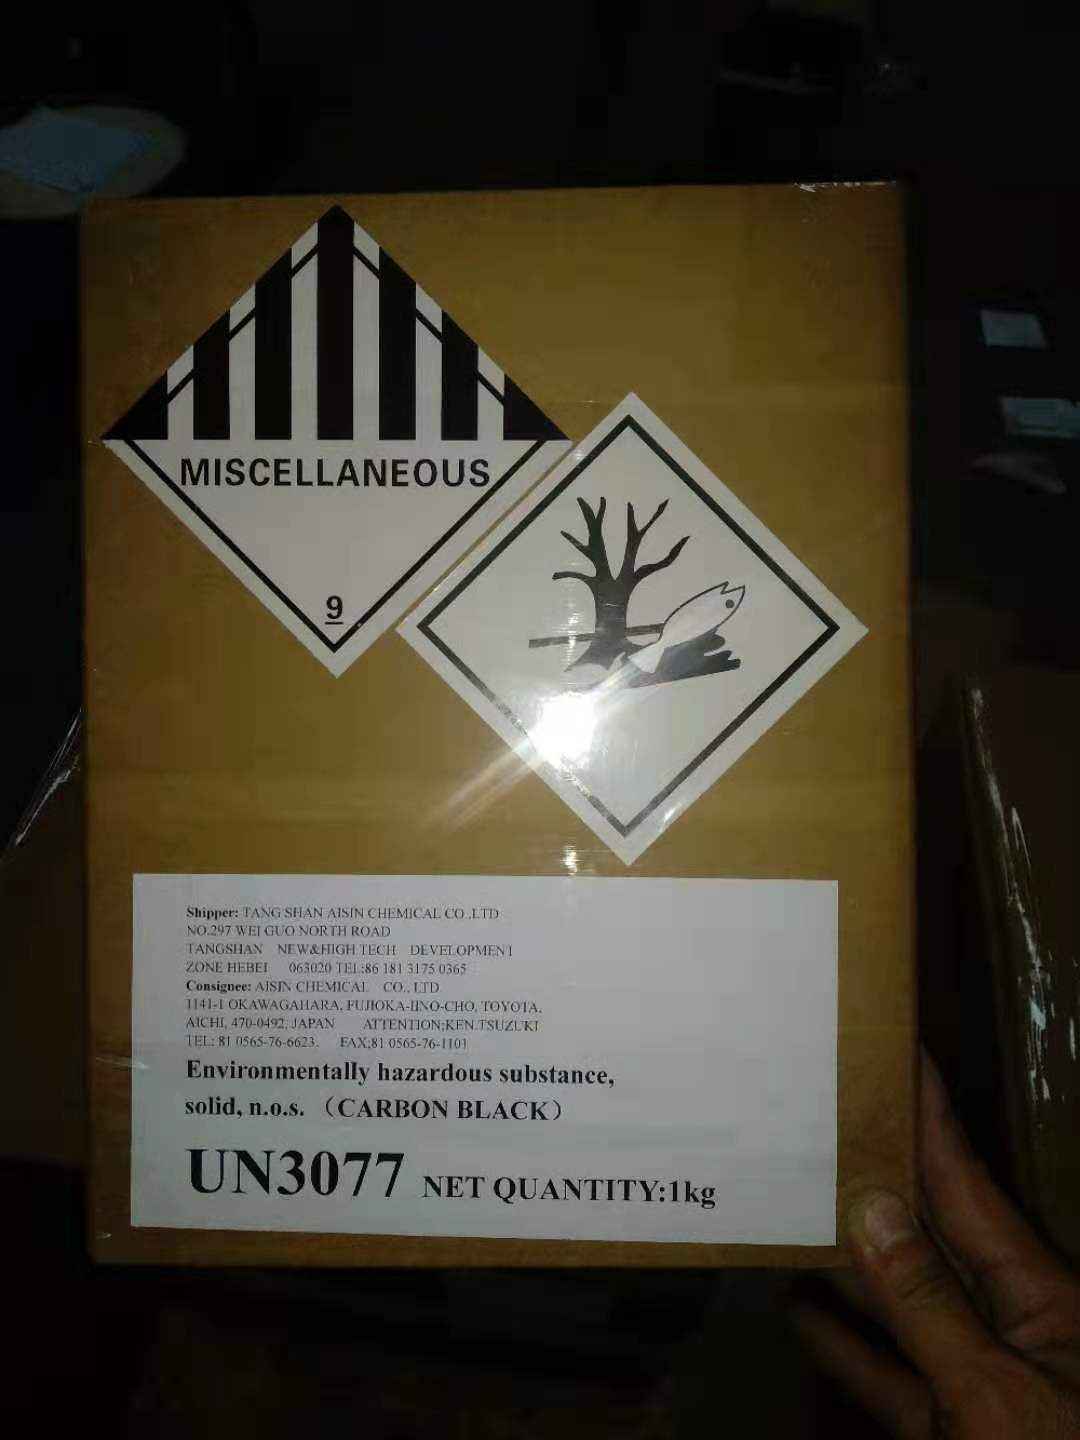 MISCELLANEOUS
9
Shipper: TANG SHAN AISIN CHEMICAL CO.,LTD
NO.297 WEI GUO NORTH ROAD
TANGSHAN NEW&HIGH TECH DEVELOPMENT
ZONE HEBEI 063020 TEL:86 181 3175 0365
Consignee: AISIN CHEMICAL CO., LTD
1141-1 OKAWAGAHARA, FUJIOKA-IINO-CHO, TOYOTA,
AICHI, 470-0492, JAPAN ATTENTION;KEN.TSUZUKI
TEL: 81 0565-76-6623. FAX;81 0565-76-1101
Environmentally hazardous substance,
solid, n.o.s. （CARBON BLACK）
UN3077 NET QUANTITY:1kg